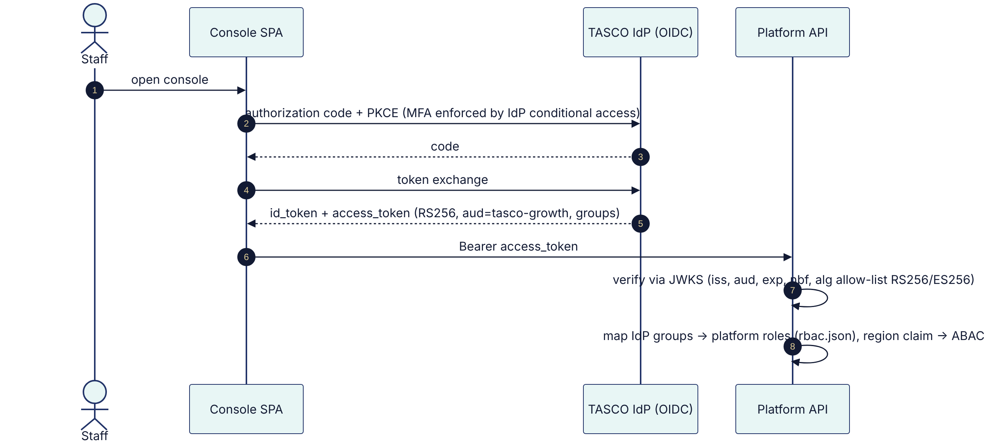 Staff
Console SPA
TASCO IdP (OIDC)
Platform API
open console
1
authorization code + PKCE (MFA enforced by IdP conditional access)
2
code
3
token exchange
4
id_token + access_token (RS256, aud=tasco-growth, groups)
5
Bearer access_token
6
verify via JWKS (iss, aud, exp, nbf, alg allow-list RS256/ES256)
7
map IdP groups → platform roles (rbac.json), region claim → ABAC
8
Staff
Console SPA
TASCO IdP (OIDC)
Platform API